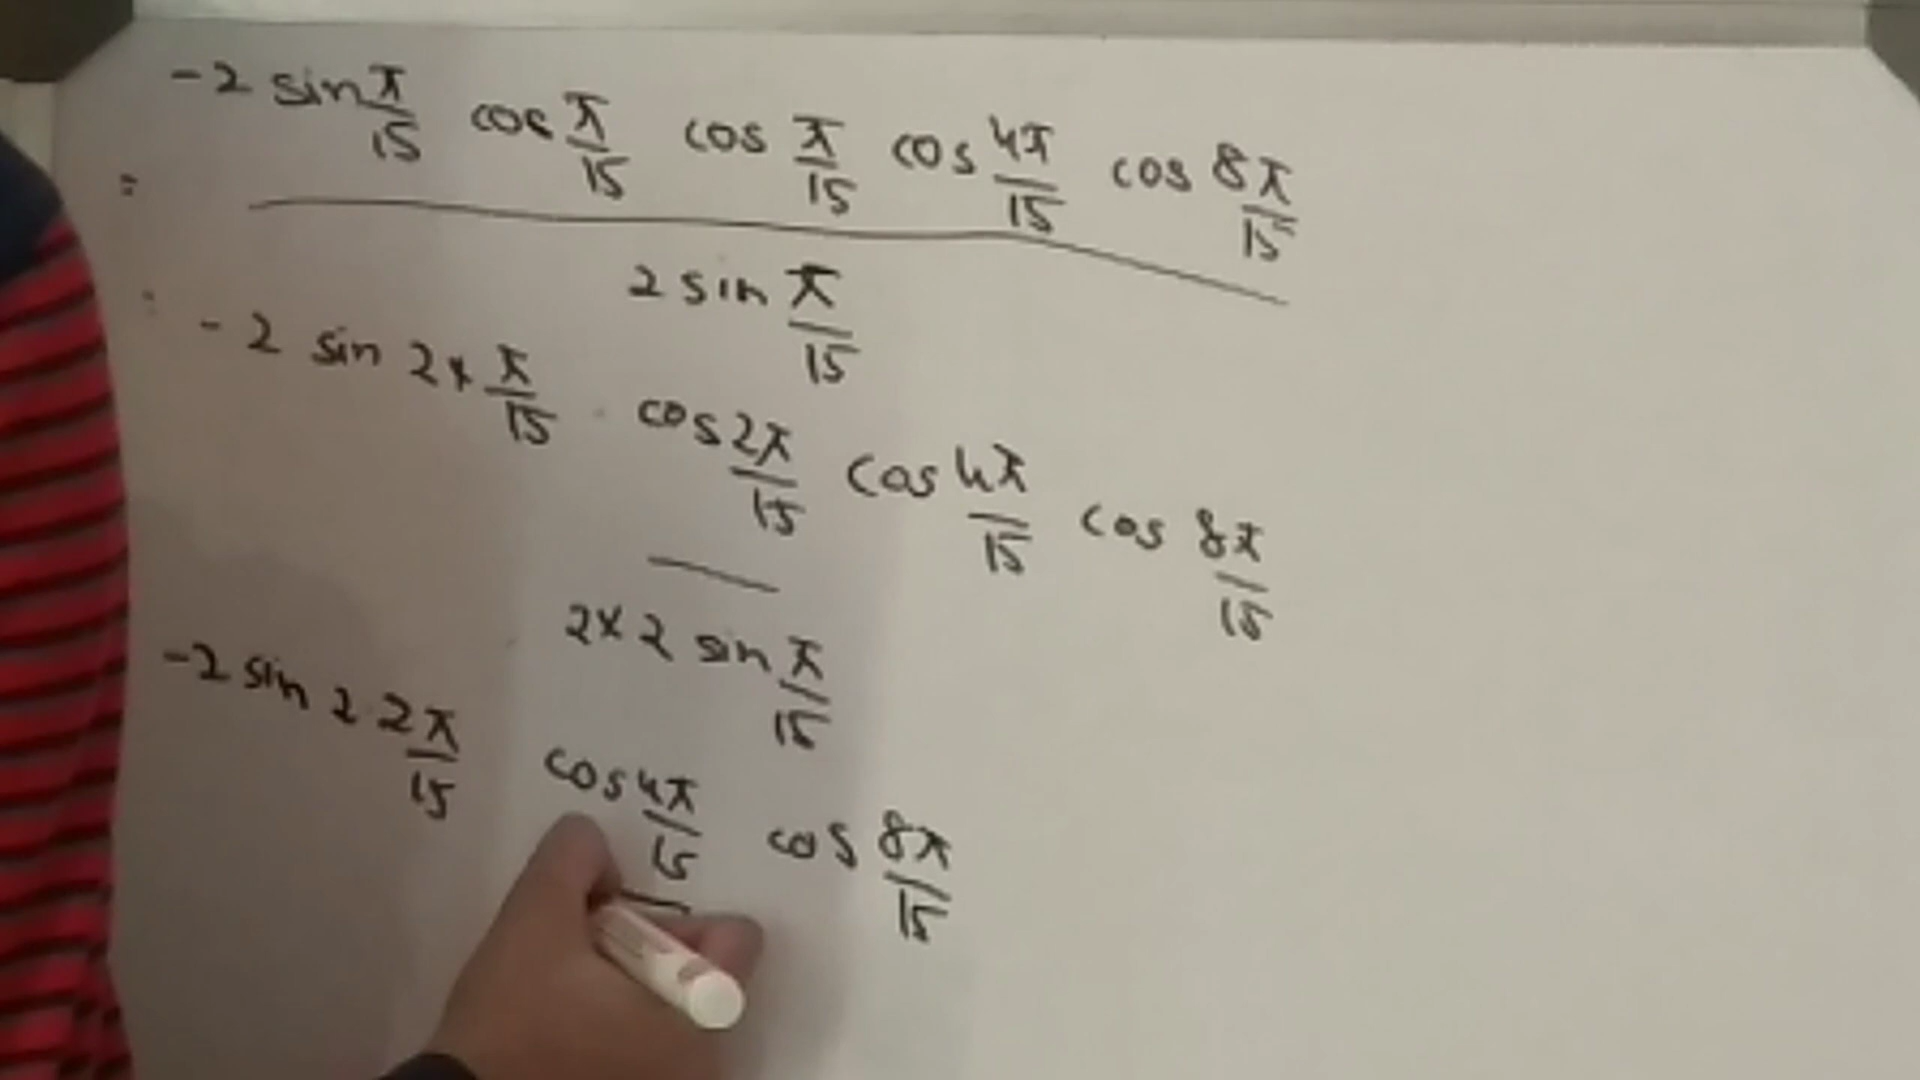 = -2 sin π/15 cos π/15 cos π/15 cos 4π/15 cos 8π/15
2 sin π/15
-2 sin 2× π/15 · cos 2π/15 cos 4π/15 cos 8π/15
2×2 sin π/15
-2 sin 2·2π/15 cos 4π/15 cos 8π/15